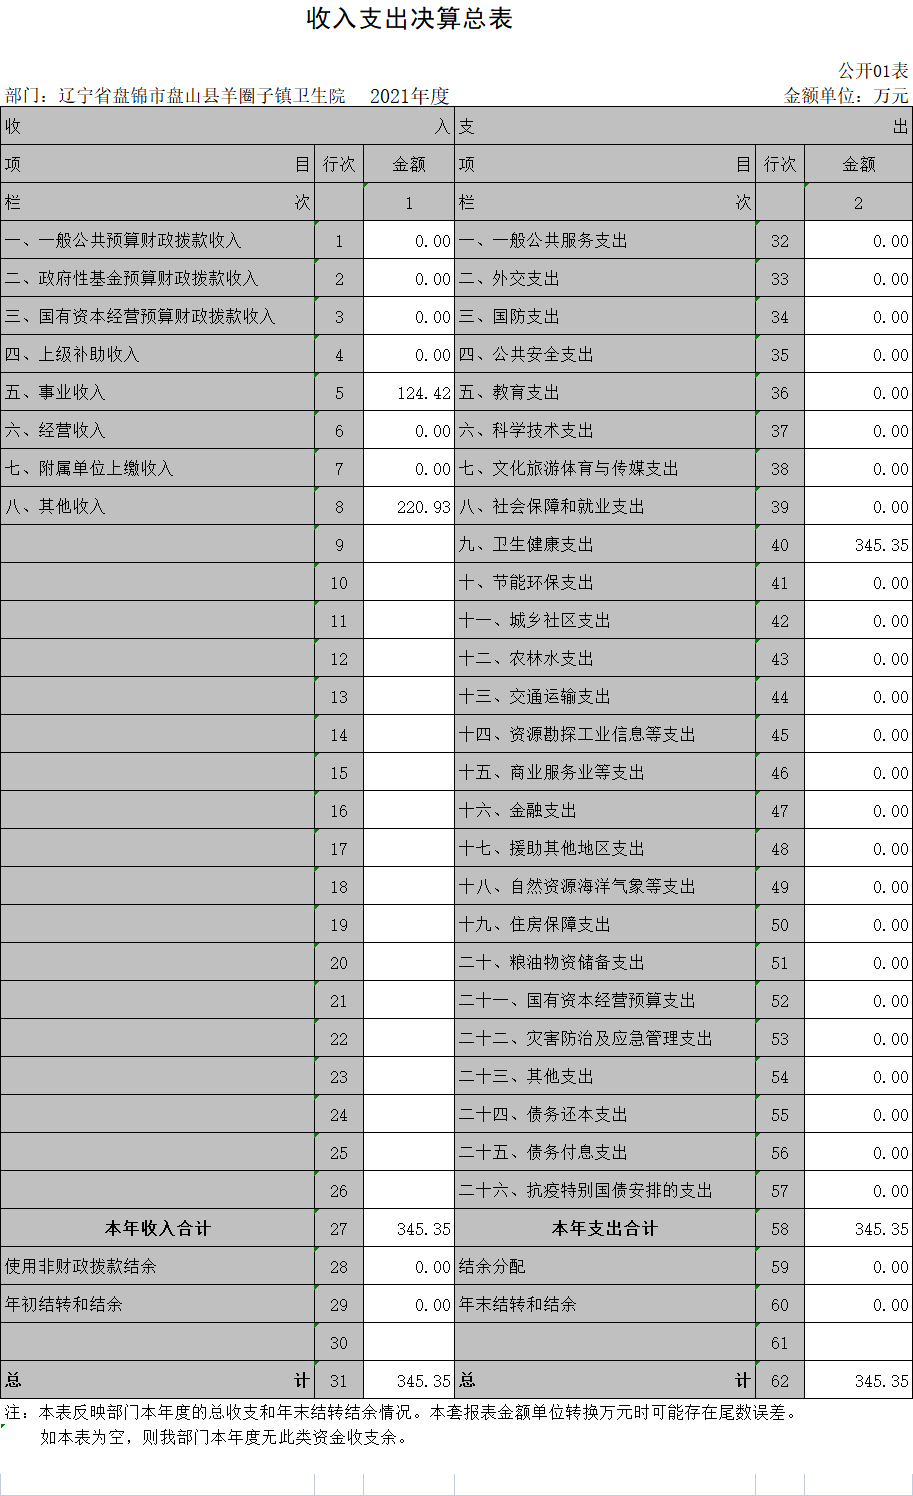 收入支出决算总表
公开01表
部门：辽宁省盘锦市盘山县羊圈子镇卫生院 2021年度 金额单位：万元
收 入 支 出
项 目 行次 金额 项 目 行次 金额
栏 次 1 栏 次 2
一、一般公共预算财政拨款收入 1 0.00 一、一般公共服务支出 32 0.00
二、政府性基金预算财政拨款收入 2 0.00 二、外交支出 33 0.00
三、国有资本经营预算财政拨款收入 3 0.00 三、国防支出 34 0.00
四、上级补助收入 4 0.00 四、公共安全支出 35 0.00
五、事业收入 5 124.42 五、教育支出 36 0.00
六、经营收入 6 0.00 六、科学技术支出 37 0.00
七、附属单位上缴收入 7 0.00 七、文化旅游体育与传媒支出 38 0.00
八、其他收入 8 220.93 八、社会保障和就业支出 39 0.00
9 九、卫生健康支出 40 345.35
10 十、节能环保支出 41 0.00
11 十一、城乡社区支出 42 0.00
12 十二、农林水支出 43 0.00
13 十三、交通运输支出 44 0.00
14 十四、资源勘探工业信息等支出 45 0.00
15 十五、商业服务业等支出 46 0.00
16 十六、金融支出 47 0.00
17 十七、援助其他地区支出 48 0.00
18 十八、自然资源海洋气象等支出 49 0.00
19 十九、住房保障支出 50 0.00
20 二十、粮油物资储备支出 51 0.00
21 二十一、国有资本经营预算支出 52 0.00
22 二十二、灾害防治及应急管理支出 53 0.00
23 二十三、其他支出 54 0.00
24 二十四、债务还本支出 55 0.00
25 二十五、债务付息支出 56 0.00
26 二十六、抗疫特别国债安排的支出 57 0.00
本年收入合计 27 345.35 本年支出合计 58 345.35
使用非财政拨款结余 28 0.00 结余分配 59 0.00
年初结转和结余 29 0.00 年末结转和结余 60 0.00
30 61
总 计 31 345.35 总 计 62 345.35
注：本表反映部门本年度的总收支和年末结转结余情况。本套报表金额单位转换万元时可能存在尾数误差。
如本表为空，则我部门本年度无此类资金收支余。